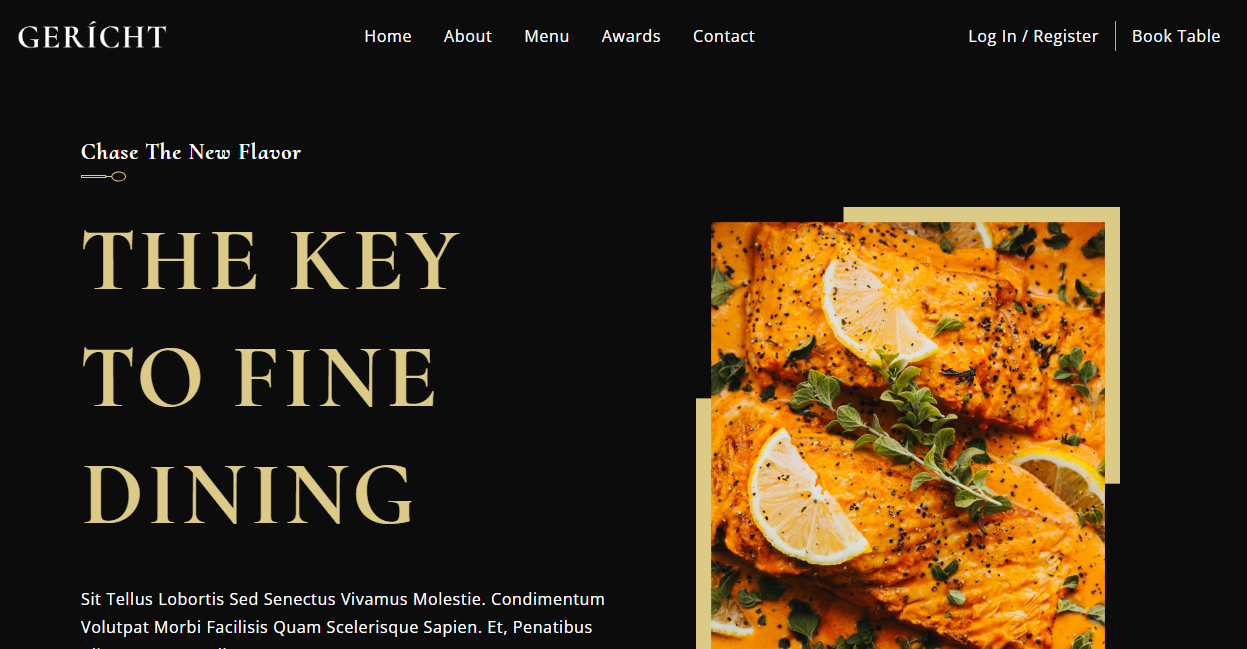 GERÍCHT
Home About Menu Awards Contact
Log In / Register Book Table
Chase The New Flavor
THE KEY
TO FINE
DINING
Sit Tellus Lobortis Sed Senectus Vivamus Molestie. Condimentum
Volutpat Morbi Facilisis Quam Scelerisque Sapien. Et, Penatibus